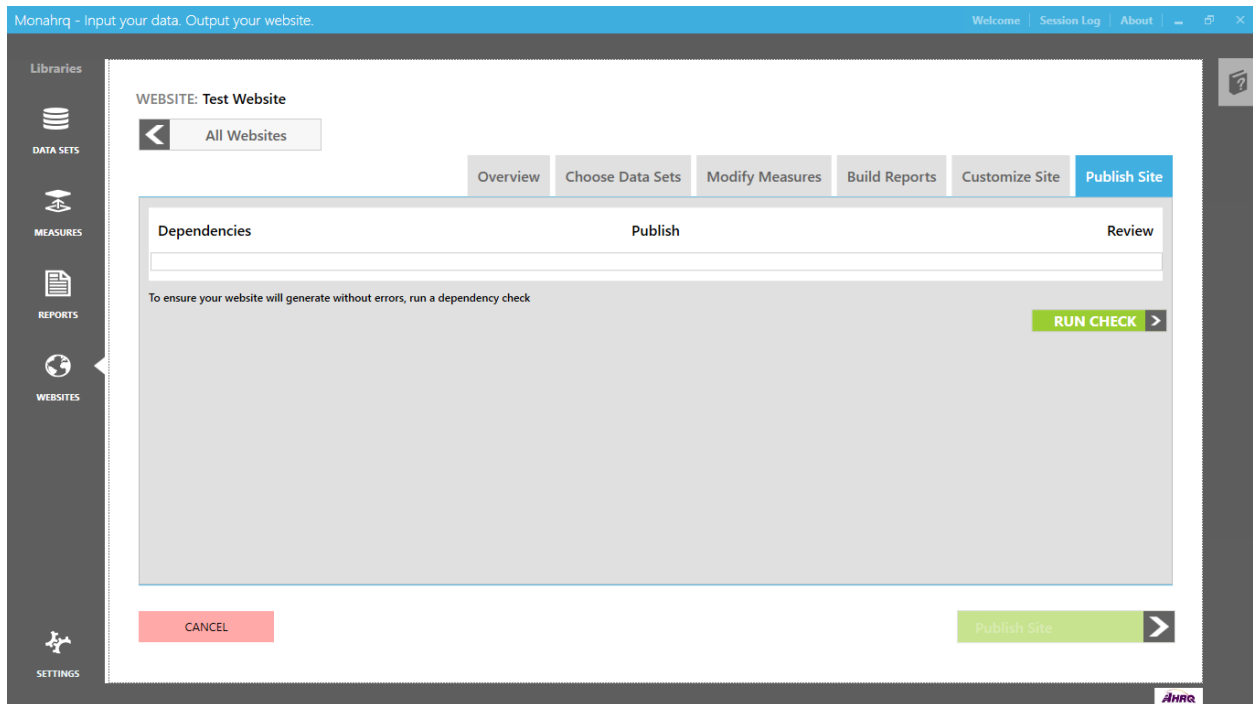 Monahrq - Input your data. Output your website.
Welcome
Session Log
About
Libraries
DATA SETS
MEASURES
REPORTS
WEBSITES
SETTINGS
WEBSITE: Test Website
All Websites
Overview
Choose Data Sets
Modify Measures
Build Reports
Customize Site
Publish Site
Dependencies
Publish
Review
To ensure your website will generate without errors, run a dependency check
RUN CHECK
CANCEL
Publish Site
AHRQ